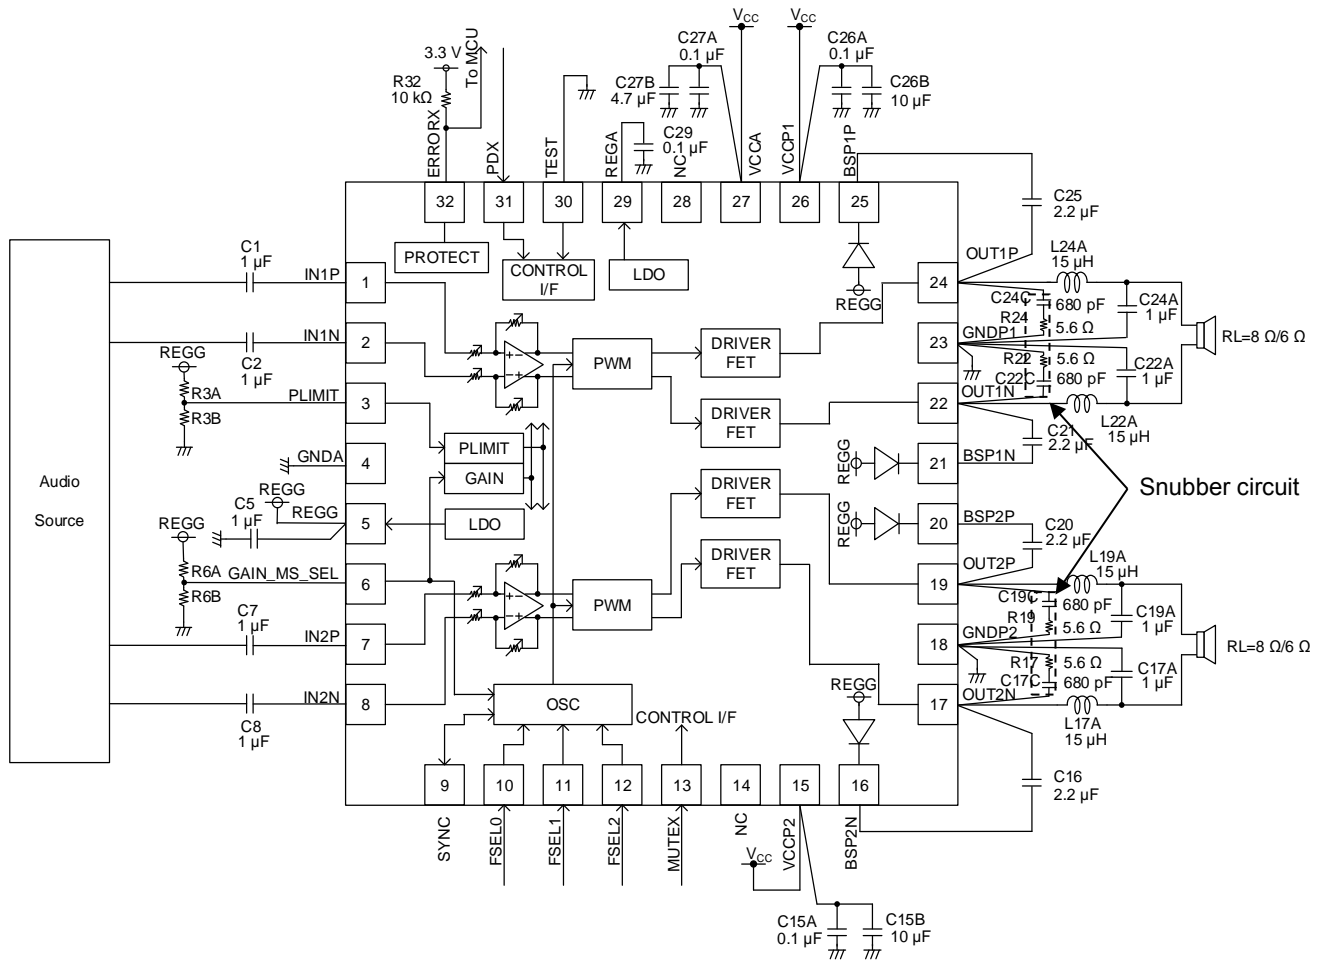 VCC
VCC
C27A
0.1 µF
C26A
0.1 µF
3.3 V
To MCU
R32
10 kΩ
C27B
4.7 µF
C26B
10 µF
C29
0.1 µF
ERRORX
PDX
TEST
REGA
NC
VCCA
VCCP1
BSP1P
32
31
30
29
28
27
26
25
C25
2.2 µF
PROTECT
CONTROL
I/F
LDO
REGG
OUT1P
L24A
15 µH
C1
1 µF
IN1P
1
24
C24C
680 pF
C24A
1 µF
R24
5.6 Ω
C2
1 µF
IN1N
2
PWM
DRIVER
FET
23
GNDP1
RL=8 Ω/6 Ω
R22
5.6 Ω
C22C
680 pF
C22A
1 µF
REGG
R3A
R3B
PLIMIT
3
DRIVER
FET
22
OUT1N
L22A
15 µH
C21
2.2 µF
PLIMIT
GAIN
GNDA
4
REGG
21
BSP1N
Audio
Source
Snubber circuit
REGG
C5
1 µF
REGG
5
LDO
DRIVER
FET
REGG
20
BSP2P
C20
2.2 µF
REGG
R6A
R6B
GAIN_MS_SEL
6
DRIVER
FET
19
OUT2P
L19A
15 µH
C19C
680 pF
C19A
1 µF
R19
5.6 Ω
C7
1 µF
IN2P
7
PWM
18
GNDP2
RL=8 Ω/6 Ω
R17
5.6 Ω
C17C
680 pF
C17A
1 µF
C8
1 µF
IN2N
8
OSC
CONTROL I/F
REGG
17
OUT2N
L17A
15 µH
9
10
11
12
13
14
15
16
C16
2.2 µF
SYNC
FSEL0
FSEL1
FSEL2
MUTEX
NC
VCCP2
BSP2N
VCC
C15A
0.1 µF
C15B
10 µF